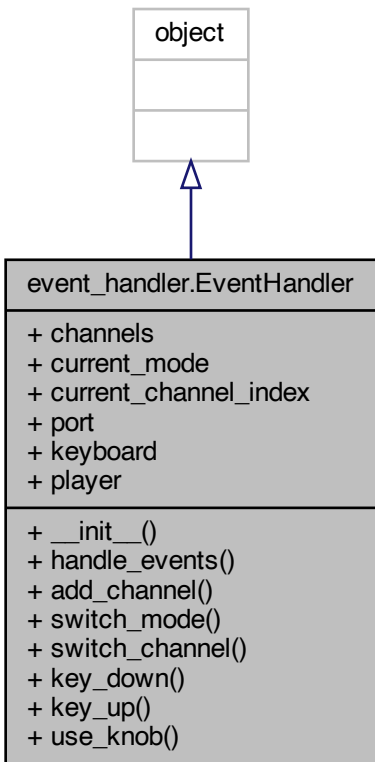 object
event_handler.EventHandler
+ channels
+ current_mode
+ current_channel_index
+ port
+ keyboard
+ player
+ __init__()
+ handle_events()
+ add_channel()
+ switch_mode()
+ switch_channel()
+ key_down()
+ key_up()
+ use_knob()